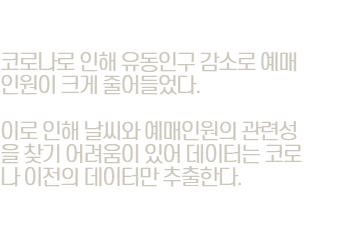 코로나로 인해 유동인구 감소로 예매
인원이 크게 줄어들었다.
이로 인해 날씨와 예매인원의 관련성
을 찾기 어려움이 있어 데이터는 코로
나 이전의 데이터만 추출한다.